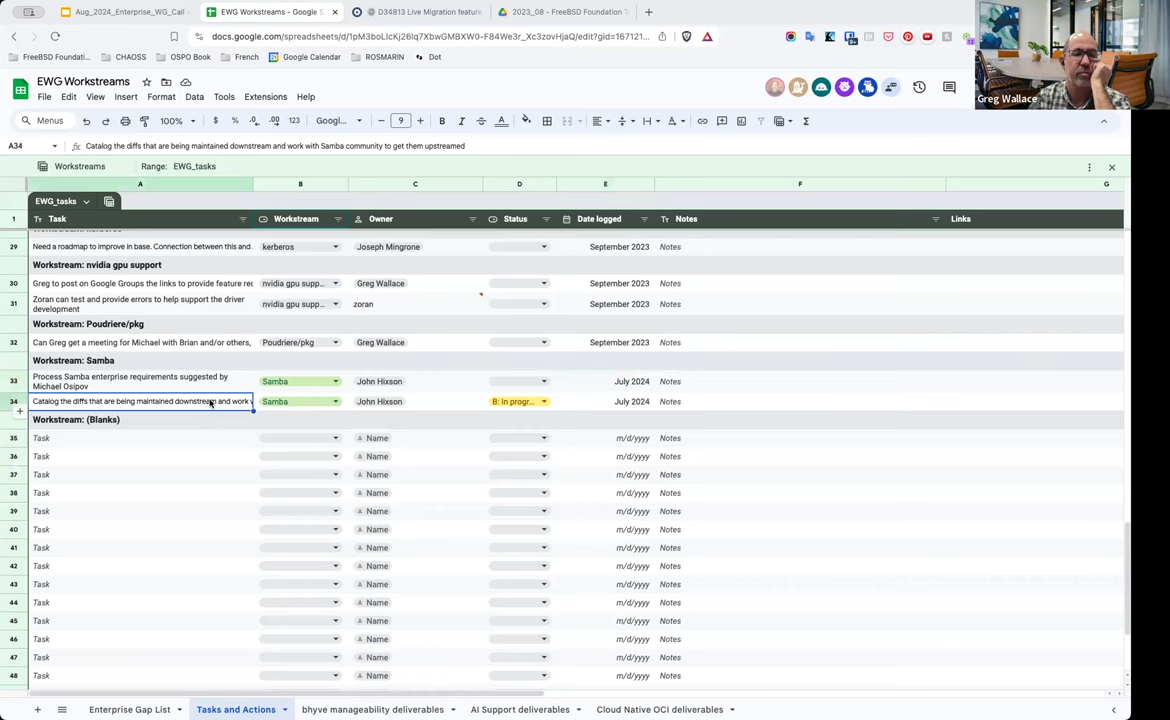 Aug_2024_Enterprise_WG_Call -
EWG Workstreams - Google S
D34813 Live Migration featur
2023_08 - FreeBSD Foundation T
docs.google.com/spreadsheets/d/
FreeBSD Foundati...
CHAOSS
OSPO Book
French
Google Calendar
ROSMARIN
Dot
Greg Wallace
EWG Workstreams
File Edit View Insert Format Data Tools Extensions Help
Menus
100%
$ % .0 .00 123
Googl...
9
A34
Catalog the diffs that are being maintained downstream and work with Samba community to get them upstreamed
Workstreams
Range: EWG_tasks
A B C D E F G
EWG_tasks
1 Task Workstream Owner Status Date logged Notes Links
29 Need a roadmap to improve in base. Connection between this and kerberos Joseph Mingrone September 2023 Notes
Workstream: nvidia gpu support
30 Greg to post on Google Groups the links to provide feature rec nvidia gpu supp... Greg Wallace September 2023 Notes
31 Zoran can test and provide errors to help support the driver
development nvidia gpu supp... zoran September 2023 Notes
Workstream: Poudriere/pkg
32 Can Greg get a meeting for Michael with Brian and/or others, Poudriere/pkg Greg Wallace September 2023 Notes
Workstream: Samba
33 Process Samba enterprise requirements suggested by
Michael Osipov Samba John Hixson July 2024 Notes
34 Catalog the diffs that are being maintained downstream and work Samba John Hixson B: In progr... July 2024 Notes
Workstream: (Blanks)
35 Task Name m/d/yyyy Notes
36 Task Name m/d/yyyy Notes
37 Task Name m/d/yyyy Notes
38 Task Name m/d/yyyy Notes
39 Task Name m/d/yyyy Notes
40 Task Name m/d/yyyy Notes
41 Task Name m/d/yyyy Notes
42 Task Name m/d/yyyy Notes
43 Task Name m/d/yyyy Notes
44 Task Name m/d/yyyy Notes
45 Task Name m/d/yyyy Notes
46 Task Name m/d/yyyy Notes
47 Task Name m/d/yyyy Notes
48 Task Name m/d/yyyy Notes
Enterprise Gap List
Tasks and Actions
bhyve manageability deliverables
AI Support deliverables
Cloud Native OCI deliverables